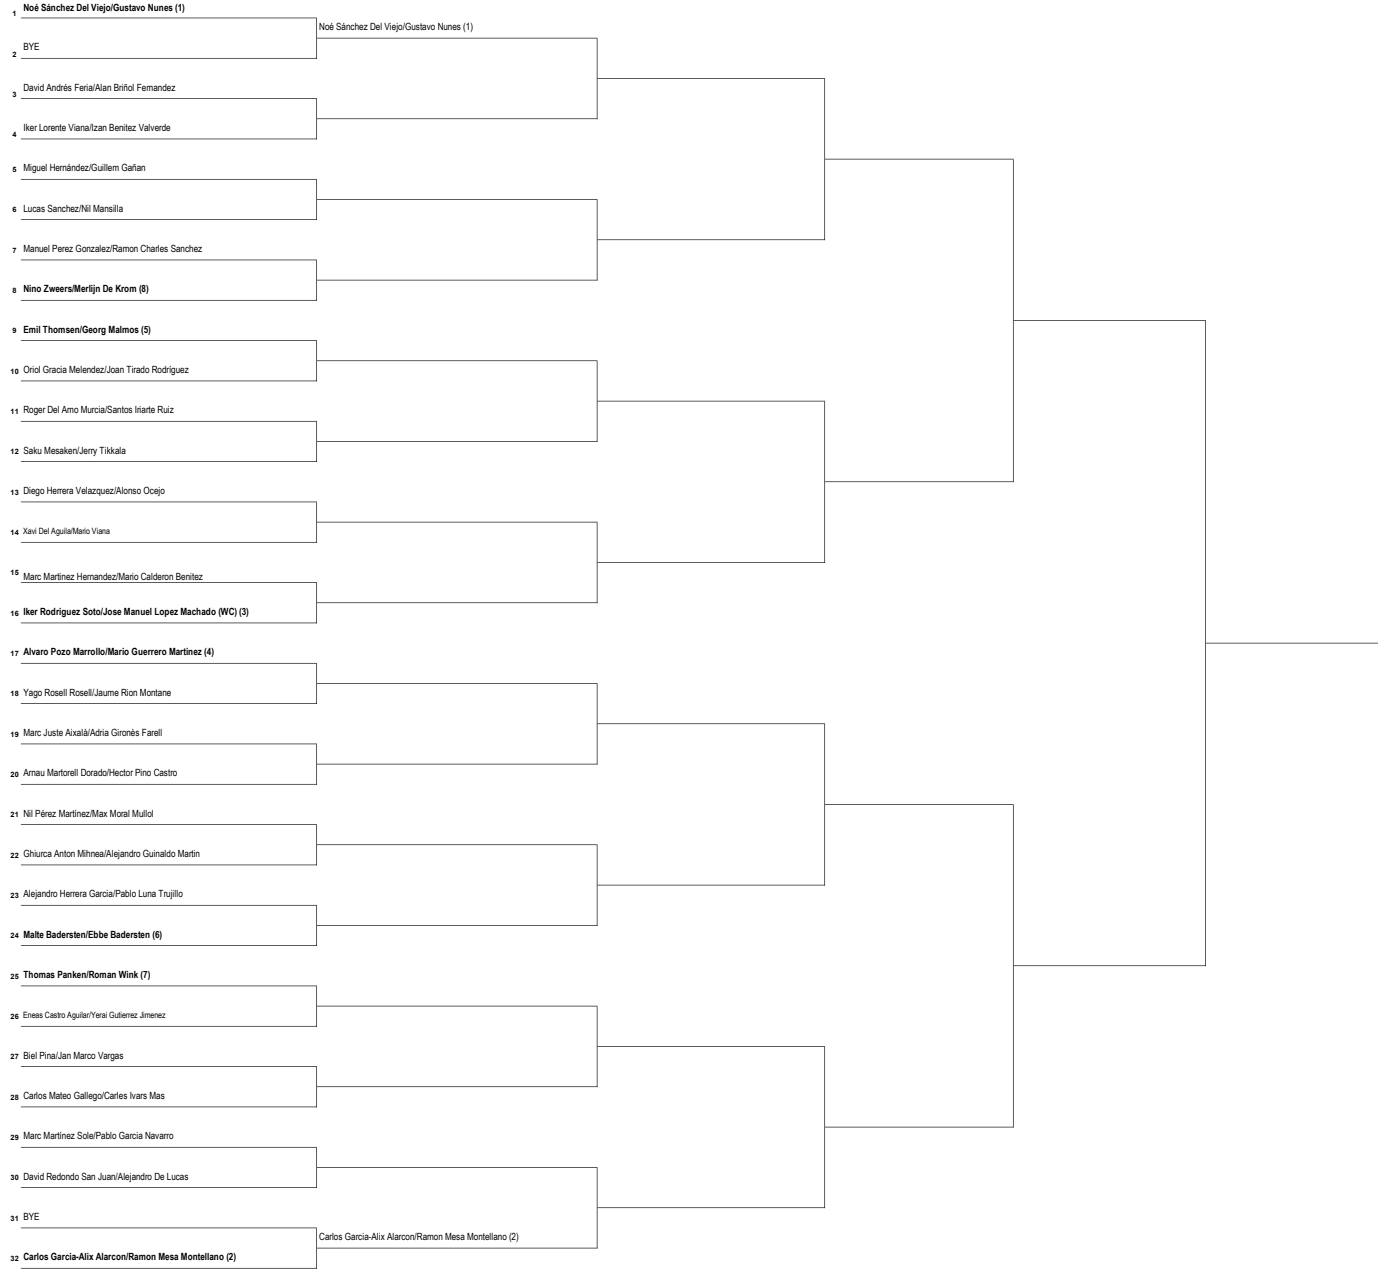 1 Noé Sánchez Del Viejo/Gustavo Nunes (1)
Noé Sánchez Del Viejo/Gustavo Nunes (1)
2 BYE
3 David Andrés Feria/Alan Briñol Fernandez
4 Iker Lorente Viana/Izan Benitez Valverde
5 Miguel Hernández/Guillem Gañan
6 Lucas Sanchez/Nil Mansilla
7 Manuel Perez Gonzalez/Ramon Charles Sanchez
8 Nino Zweers/Merlijn De Krom (8)
9 Emil Thomsen/Georg Malmos (5)
10 Oriol Gracia Melendez/Joan Tirado Rodríguez
11 Roger Del Amo Murcia/Santos Iriarte Ruiz
12 Saku Mesaken/Jerry Tikkala
13 Diego Herrera Velazquez/Alonso Ocejo
14 Xavi Del Aguila/Mario Viana
15 Marc Martinez Hernandez/Mario Calderon Benitez
16 Iker Rodriguez Soto/Jose Manuel Lopez Machado (WC) (3)
17 Alvaro Pozo Marrollo/Mario Guerrero Martinez (4)
18 Yago Rosell Rosell/Jaume Rion Montane
19 Marc Juste Aixalà/Adria Gironès Farell
20 Arnau Martorell Dorado/Hector Pino Castro
21 Nil Pérez Martínez/Max Moral Mullol
22 Ghiurca Anton Mihnea/Alejandro Guinaldo Martin
23 Alejandro Herrera Garcia/Pablo Luna Trujillo
24 Malte Badersten/Ebbe Badersten (6)
25 Thomas Panken/Roman Wink (7)
26 Eneas Castro Aguilar/Yerai Gutierrez Jimenez
27 Biel Pina/Jan Marco Vargas
28 Carlos Mateo Gallego/Carles Ivars Mas
29 Marc Martínez Sole/Pablo Garcia Navarro
30 David Redondo San Juan/Alejandro De Lucas
31 BYE
Carlos Garcia-Alix Alarcon/Ramon Mesa Montellano (2)
32 Carlos Garcia-Alix Alarcon/Ramon Mesa Montellano (2)